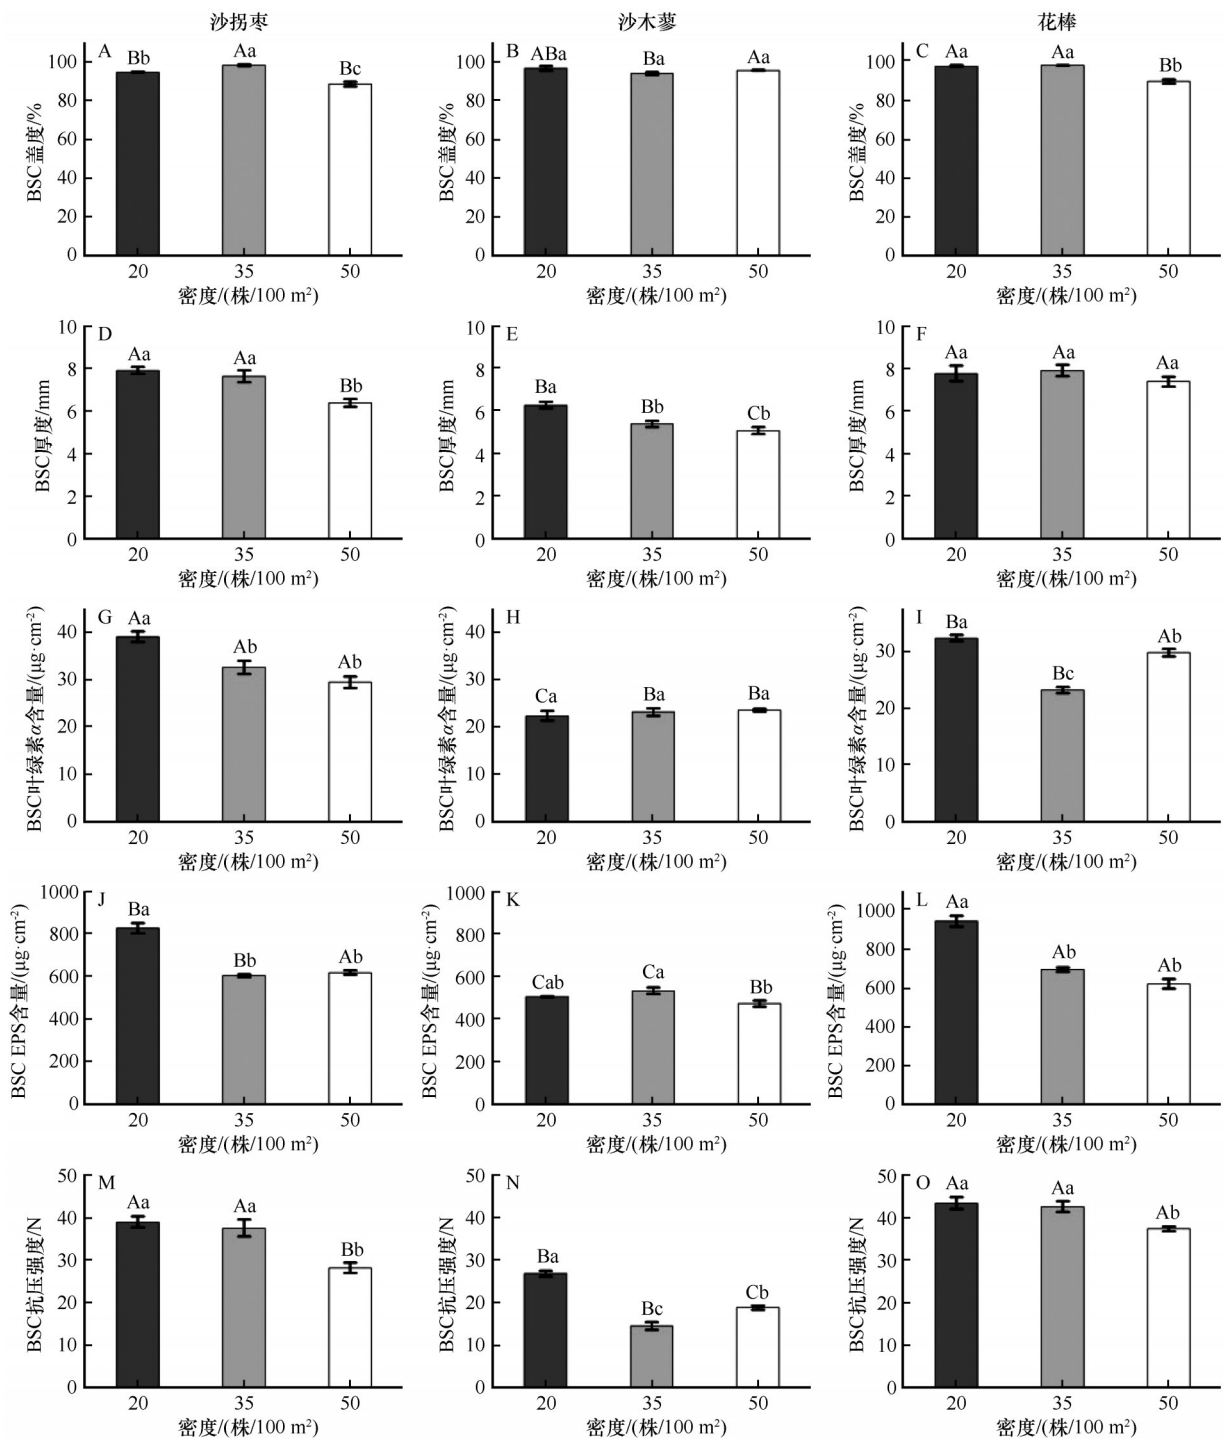 沙拐枣 沙木蓼 花棒
A Bb Aa Bc
BSC盖度/%
100
80
60
40
20
0
20 35 50
密度/(株/100 m²)
B ABa Ba Aa
BSC盖度/%
100
80
60
40
20
0
20 35 50
密度/(株/100 m²)
C Aa Aa Bb
BSC盖度/%
100
80
60
40
20
0
20 35 50
密度/(株/100 m²)
D Aa Aa Bb
BSC厚度/mm
10
8
6
4
2
0
20 35 50
密度/(株/100 m²)
E Ba Bb Cb
BSC厚度/mm
10
8
6
4
2
0
20 35 50
密度/(株/100 m²)
F Aa Aa Aa
BSC厚度/mm
10
8
6
4
2
0
20 35 50
密度/(株/100 m²)
G Aa Ab Ab
BSC叶绿素α含量/(μg·cm⁻²)
40
30
20
10
0
20 35 50
密度/(株/100 m²)
H Ca Ba Ba
BSC叶绿素α含量/(μg·cm⁻²)
40
30
20
10
0
20 35 50
密度/(株/100 m²)
I Ba Bc Ab
BSC叶绿素α含量/(μg·cm⁻²)
30
20
10
0
20 35 50
密度/(株/100 m²)
J Ba Bb Ab
BSC EPS含量/(μg·cm⁻²)
1000
800
600
400
200
0
20 35 50
密度/(株/100 m²)
K Cab Ca Bb
BSC EPS含量/(μg·cm⁻²)
1000
800
600
400
200
0
20 35 50
密度/(株/100 m²)
L Aa Ab Ab
BSC EPS含量/(μg·cm⁻²)
1000
800
600
400
200
0
20 35 50
密度/(株/100 m²)
M Aa Aa Bb
BSC抗压强度/N
50
40
30
20
10
0
20 35 50
密度/(株/100 m²)
N Ba Bc Cb
BSC抗压强度/N
50
40
30
20
10
0
20 35 50
密度/(株/100 m²)
O Aa Aa Ab
BSC抗压强度/N
50
40
30
20
10
0
20 35 50
密度/(株/100 m²)